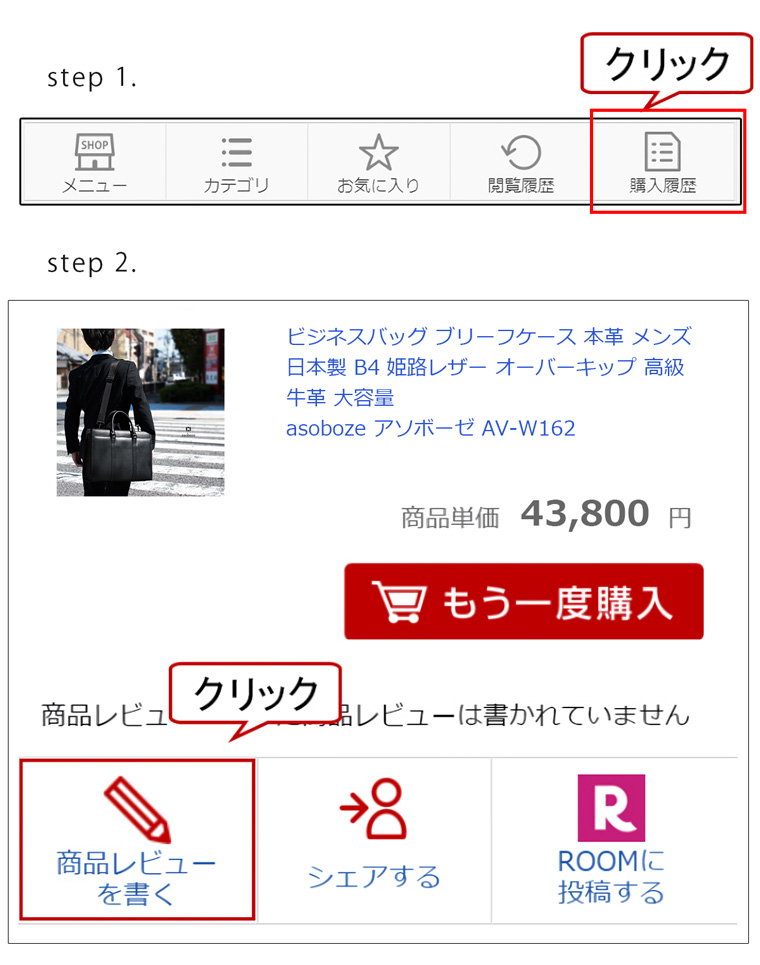 step 1.
クリック
SHOP
メニュー
カテゴリ
お気に入り
閲覧履歴
購入履歴
step 2.
ビジネスバッグ ブリーフケース 本革 メンズ
日本製 B4 姫路レザー オーバーキップ 高級
牛革 大容量
asoboze アソボーゼ AV-W162
商品単価 43,800 円
もう一度購入
クリック
商品レビュ 品レビューは書かれていません
商品レビュー
を書く
シェアする
R
ROOMに
投稿する